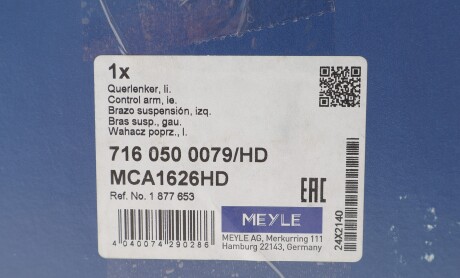 1x
Querlenker, li.
Control arm, le.
Brazo suspensión, izq.
Bras susp., gau.
Wahacz poprz., l.
716 050 0079/HD
MCA1626HD
Ref. No. 1 877 653
EAC
MEYLE
MEYLE AG, Merkurring 111
Hamburg 22143, Germany
4 040074 290286
24X2140